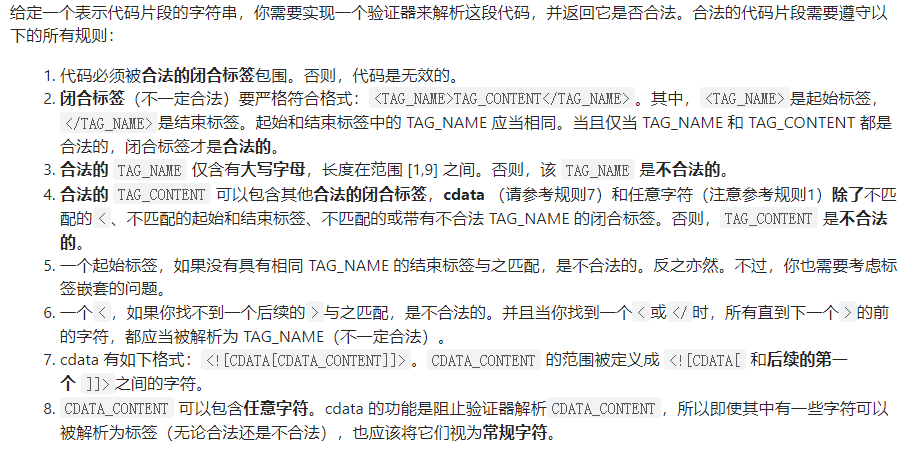 给定一个表示代码片段的字符串，你需要实现一个验证器来解析这段代码，并返回它是否合法。合法的代码片段需要遵守以
下的所有规则：
1. 代码必须被合法的闭合标签包围。否则，代码是无效的。
2. 闭合标签（不一定合法）要严格符合格式：<TAG_NAME>TAG_CONTENT</TAG_NAME>。其中，<TAG_NAME>是起始标签，
</TAG_NAME>是结束标签。起始和结束标签中的 TAG_NAME 应当相同。当且仅当 TAG_NAME 和 TAG_CONTENT 都是
合法的，闭合标签才是合法的。
3. 合法的 TAG_NAME 仅含有大写字母，长度在范围 [1,9] 之间。否则，该 TAG_NAME 是不合法的。
4. 合法的 TAG_CONTENT 可以包含其他合法的闭合标签，cdata （请参考规则7）和任意字符（注意参考规则1）除了不匹
配的<、不匹配的起始和结束标签、不匹配的或带有不合法 TAG_NAME 的闭合标签。否则，TAG_CONTENT 是不合法
的。
5. 一个起始标签，如果没有具有相同 TAG_NAME 的结束标签与之匹配，是不合法的。反之亦然。不过，你也需要考虑标
签嵌套的问题。
6. 一个<，如果你找不到一个后续的>与之匹配，是不合法的。并且当你找到一个<或</时，所有直到下一个>的前
的字符，都应当被解析为 TAG_NAME（不一定合法）。
7. cdata 有如下格式：<![CDATA[CDATA_CONTENT]]>。CDATA_CONTENT 的范围被定义成 <![CDATA[ 和后续的第一
个 ]]>之间的字符。
8. CDATA_CONTENT 可以包含任意字符。cdata 的功能是阻止验证器解析CDATA_CONTENT，所以即使其中有一些字符可以
被解析为标签（无论合法还是不合法），也应该将它们视为常规字符。